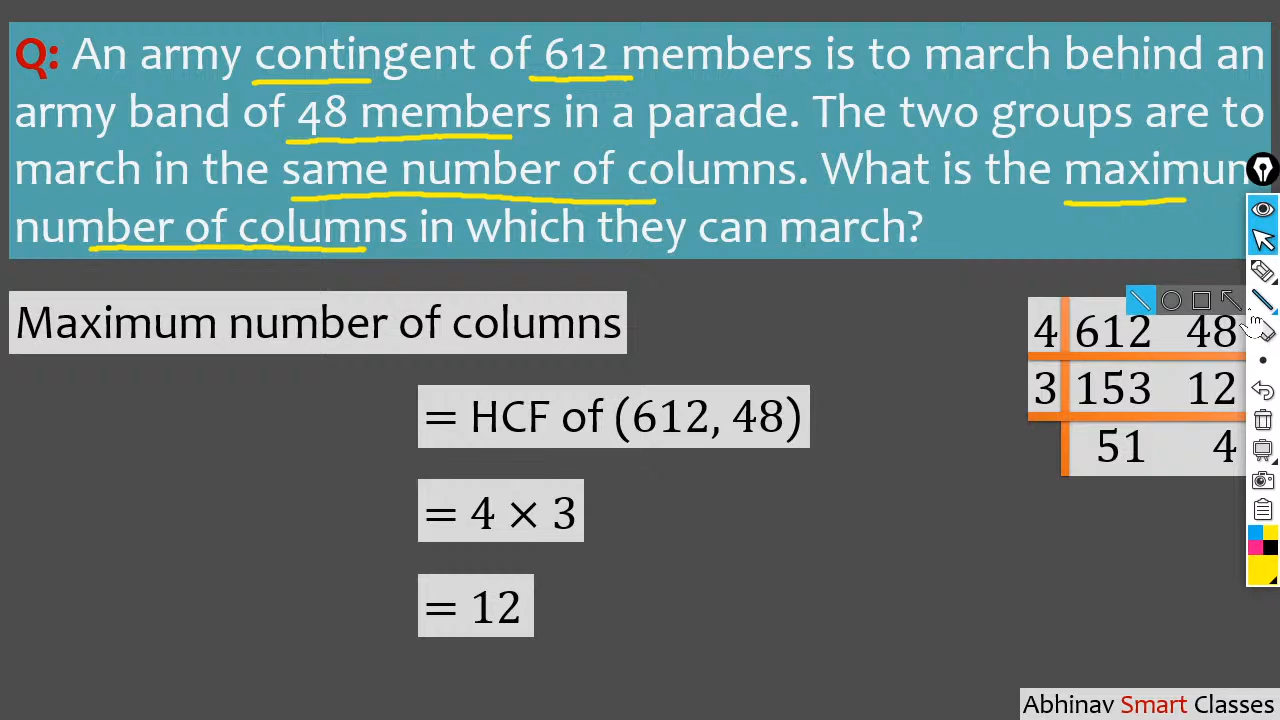 Q: An army contingent of 612 members is to march behind an
army band of 48 members in a parade. The two groups are to
march in the same number of columns. What is the maximum
number of columns in which they can march?
Maximum number of columns
= HCF of (612, 48)
= 4 × 3
= 12
4 612 48
3 153 12
51 4
Abhinav Smart Classes